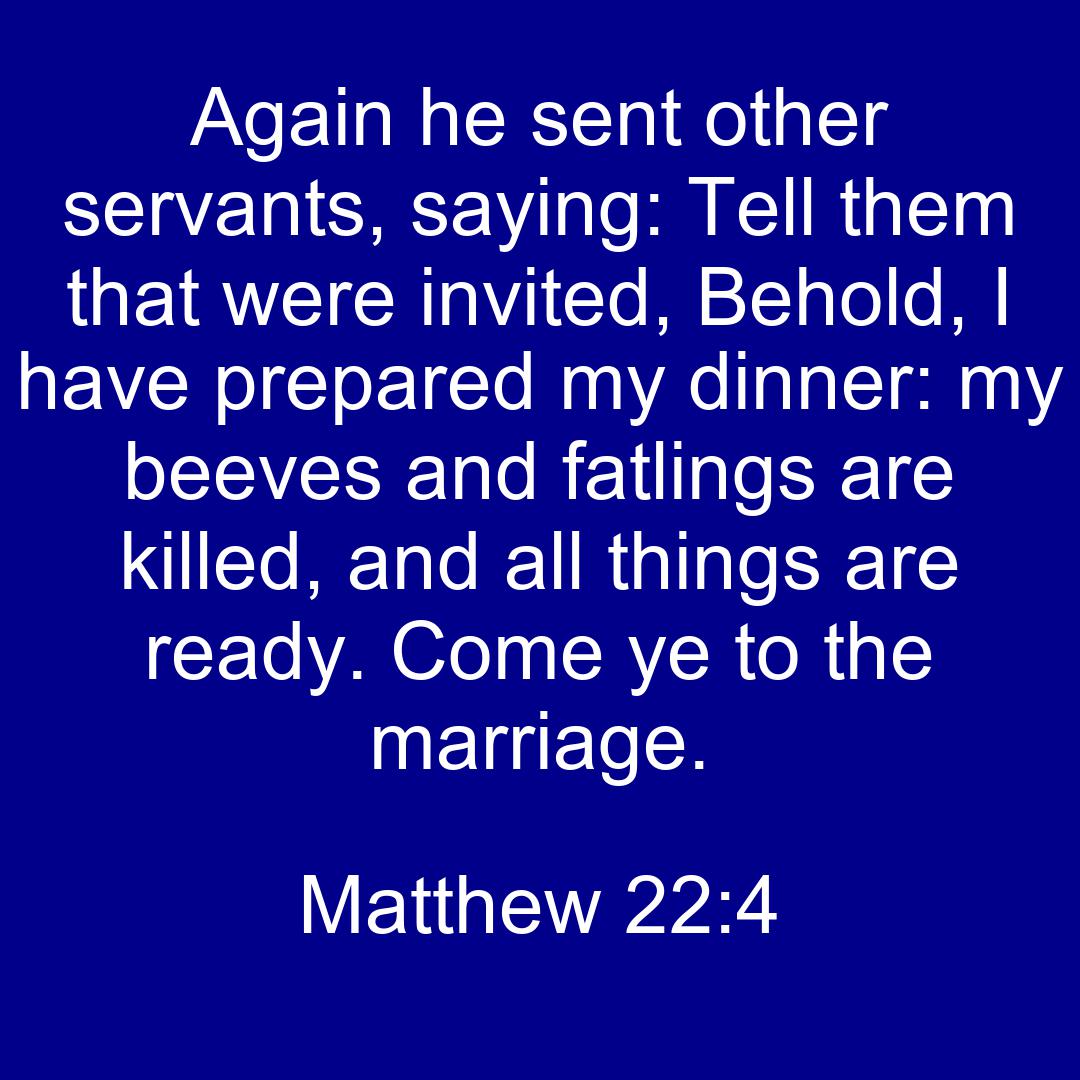 Again he sent other
servants, saying: Tell them
that were invited, Behold, I
have prepared my dinner: my
beeves and fatlings are
killed, and all things are
ready. Come ye to the
marriage.
Matthew 22:4